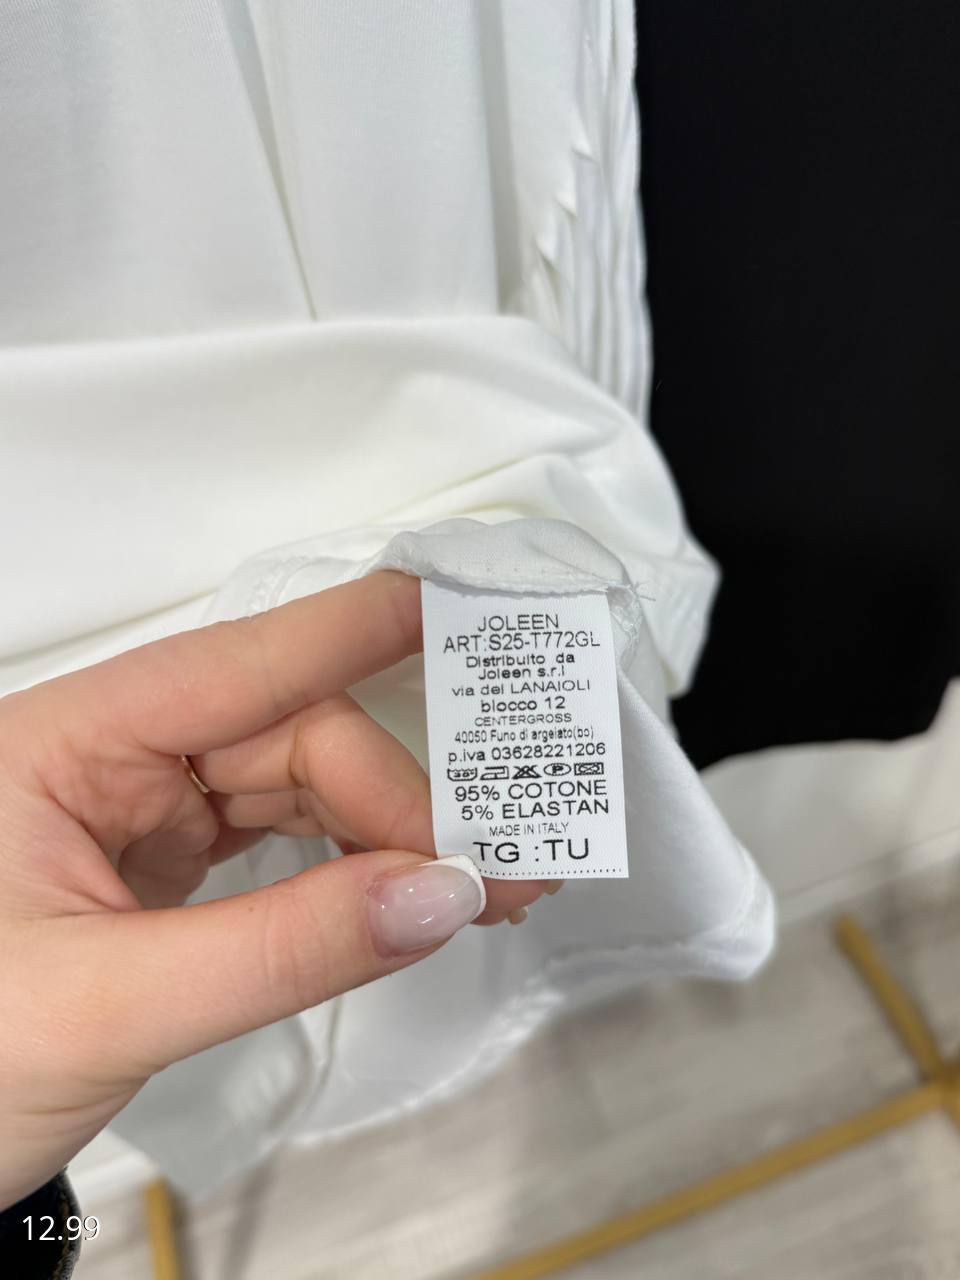 JOLEEN
ART:S25-T772GL
Distribuito da
Joleen s.r.l
via dei LANAIOLI
blocco 12
CENTERGROSS
40050 Funo di argelato(bo)
p.iva 03628221206
95% COTONE
5% ELASTAN
MADE IN ITALY
TG :TU
12.99